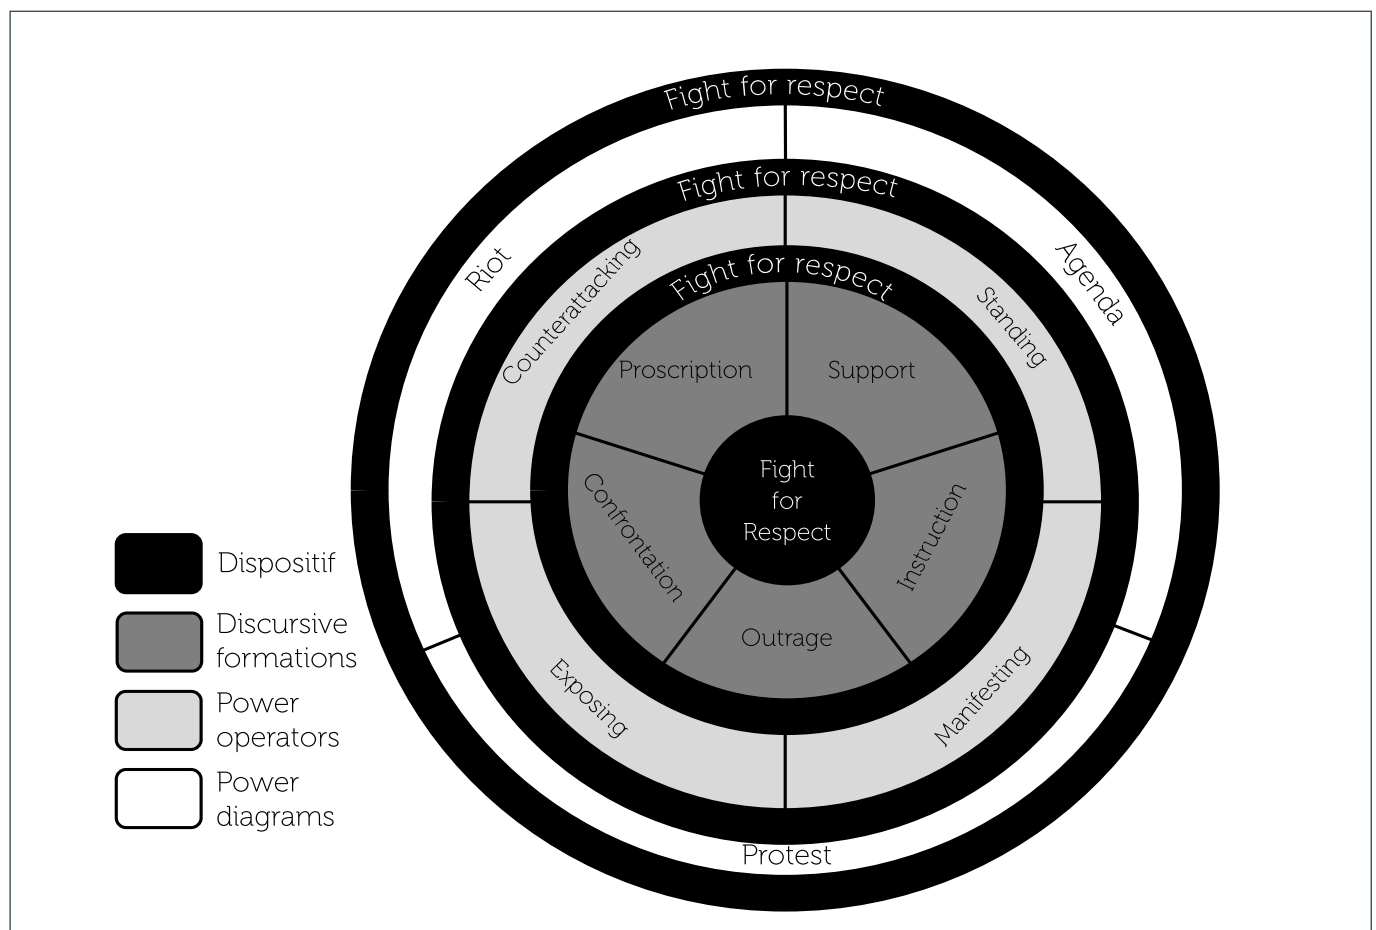 Fight for respect
Riot
Agenda
Fight for respect
Counterattacking
Standing
Fight for respect
Proscription
Support
Fight
for
Respect
Confrontation
Instruction
Outrage
Exposing
Manifesting
Protest
Dispositif
Discursive
formations
Power
operators
Power
diagrams